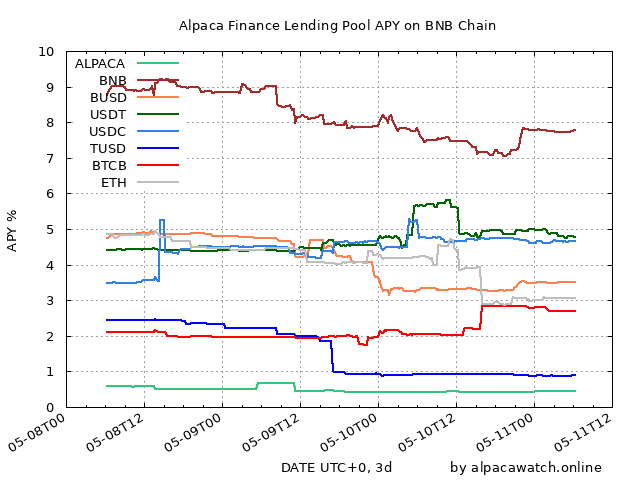 Alpaca Finance Lending Pool APY on BNB Chain
APY %
10
9
8
7
6
5
4
3
2
1
0
ALPACA
BNB
BUSD
USDT
USDC
TUSD
BTCB
ETH
05-08T00
05-08T12
05-09T00
05-09T12
05-10T00
05-10T12
05-11T00
05-11T12
DATE UTC+0, 3d
by alpacawatch.online